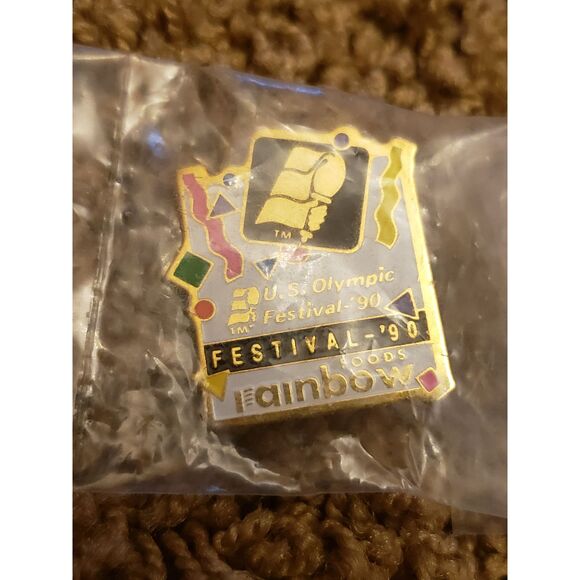 TM
U.S. Olympic
Festival-'90
TM
FESTIVAL-'90
FOODS
rainbow